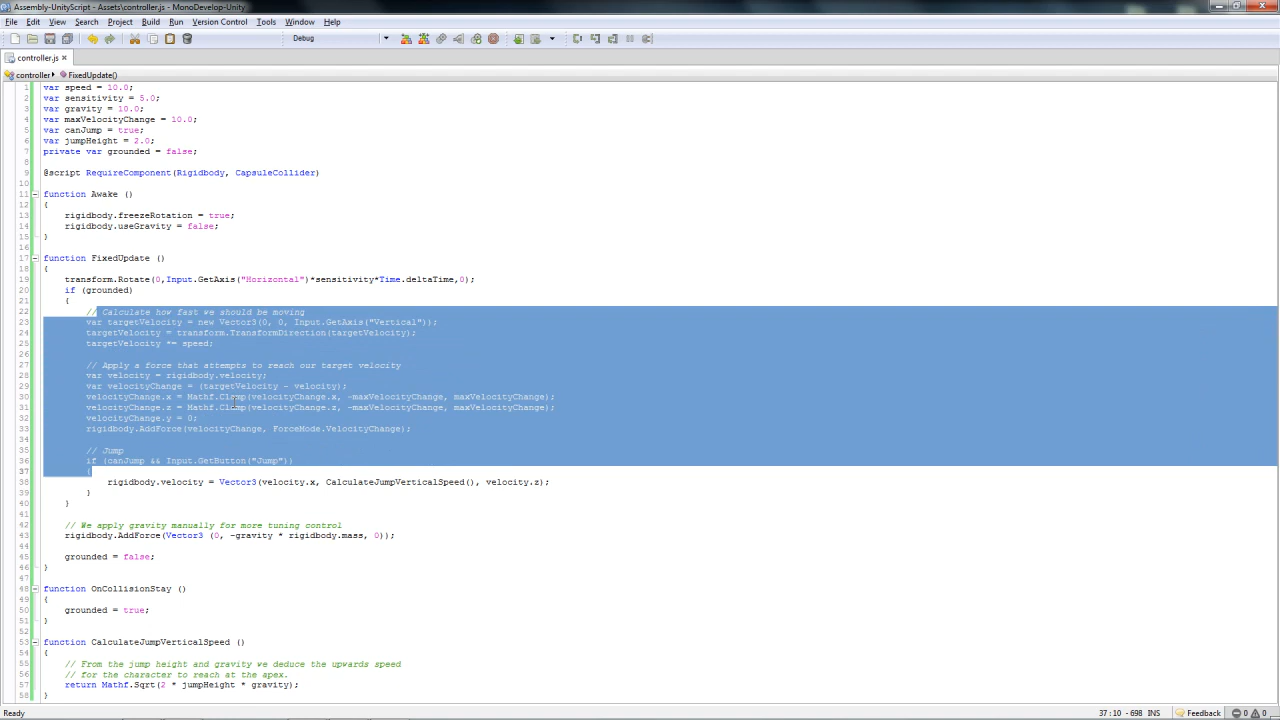 Assembly-UnityScript - Assets\controller.js - MonoDevelop-Unity
File Edit View Search Project Build Run Version Control Tools Window Help
Debug
controller.js
controller FixedUpdate()
1 var speed = 10.0;
2 var sensitivity = 5.0;
3 var gravity = 10.0;
4 var maxVelocityChange = 10.0;
5 var canJump = true;
6 var jumpHeight = 2.0;
7 private var grounded = false;
8
9 @script RequireComponent(Rigidbody, CapsuleCollider)
10
11 function Awake ()
12 {
13 rigidbody.freezeRotation = true;
14 rigidbody.useGravity = false;
15 }
16
17 function FixedUpdate ()
18 {
19 transform.Rotate(0,Input.GetAxis("Horizontal")*sensitivity*Time.deltaTime,0);
20 if (grounded)
21 {
22 // Calculate how fast we should be moving
23 var targetVelocity = new Vector3(0, 0, Input.GetAxis("Vertical"));
24 targetVelocity = transform.TransformDirection(targetVelocity);
25 targetVelocity *= speed;
26
27 // Apply a force that attempts to reach our target velocity
28 var velocity = rigidbody.velocity;
29 var velocityChange = (targetVelocity - velocity);
30 velocityChange.x = Mathf.Clamp(velocityChange.x, -maxVelocityChange, maxVelocityChange);
31 velocityChange.z = Mathf.Clamp(velocityChange.z, -maxVelocityChange, maxVelocityChange);
32 velocityChange.y = 0;
33 rigidbody.AddForce(velocityChange, ForceMode.VelocityChange);
34
35 // Jump
36 if (canJump && Input.GetButton("Jump"))
37 {
38 rigidbody.velocity = Vector3(velocity.x, CalculateJumpVerticalSpeed(), velocity.z);
39 }
40 }
41
42 // We apply gravity manually for more tuning control
43 rigidbody.AddForce(Vector3 (0, -gravity * rigidbody.mass, 0));
44
45 grounded = false;
46 }
47
48 function OnCollisionStay ()
49 {
50 grounded = true;
51 }
52
53 function CalculateJumpVerticalSpeed ()
54 {
55 // From the jump height and gravity we deduce the upwards speed
56 // for the character to reach at the apex.
57 return Mathf.Sqrt(2 * jumpHeight * gravity);
58 }
Ready 37 : 10 - 698 INS Feedback 0 0